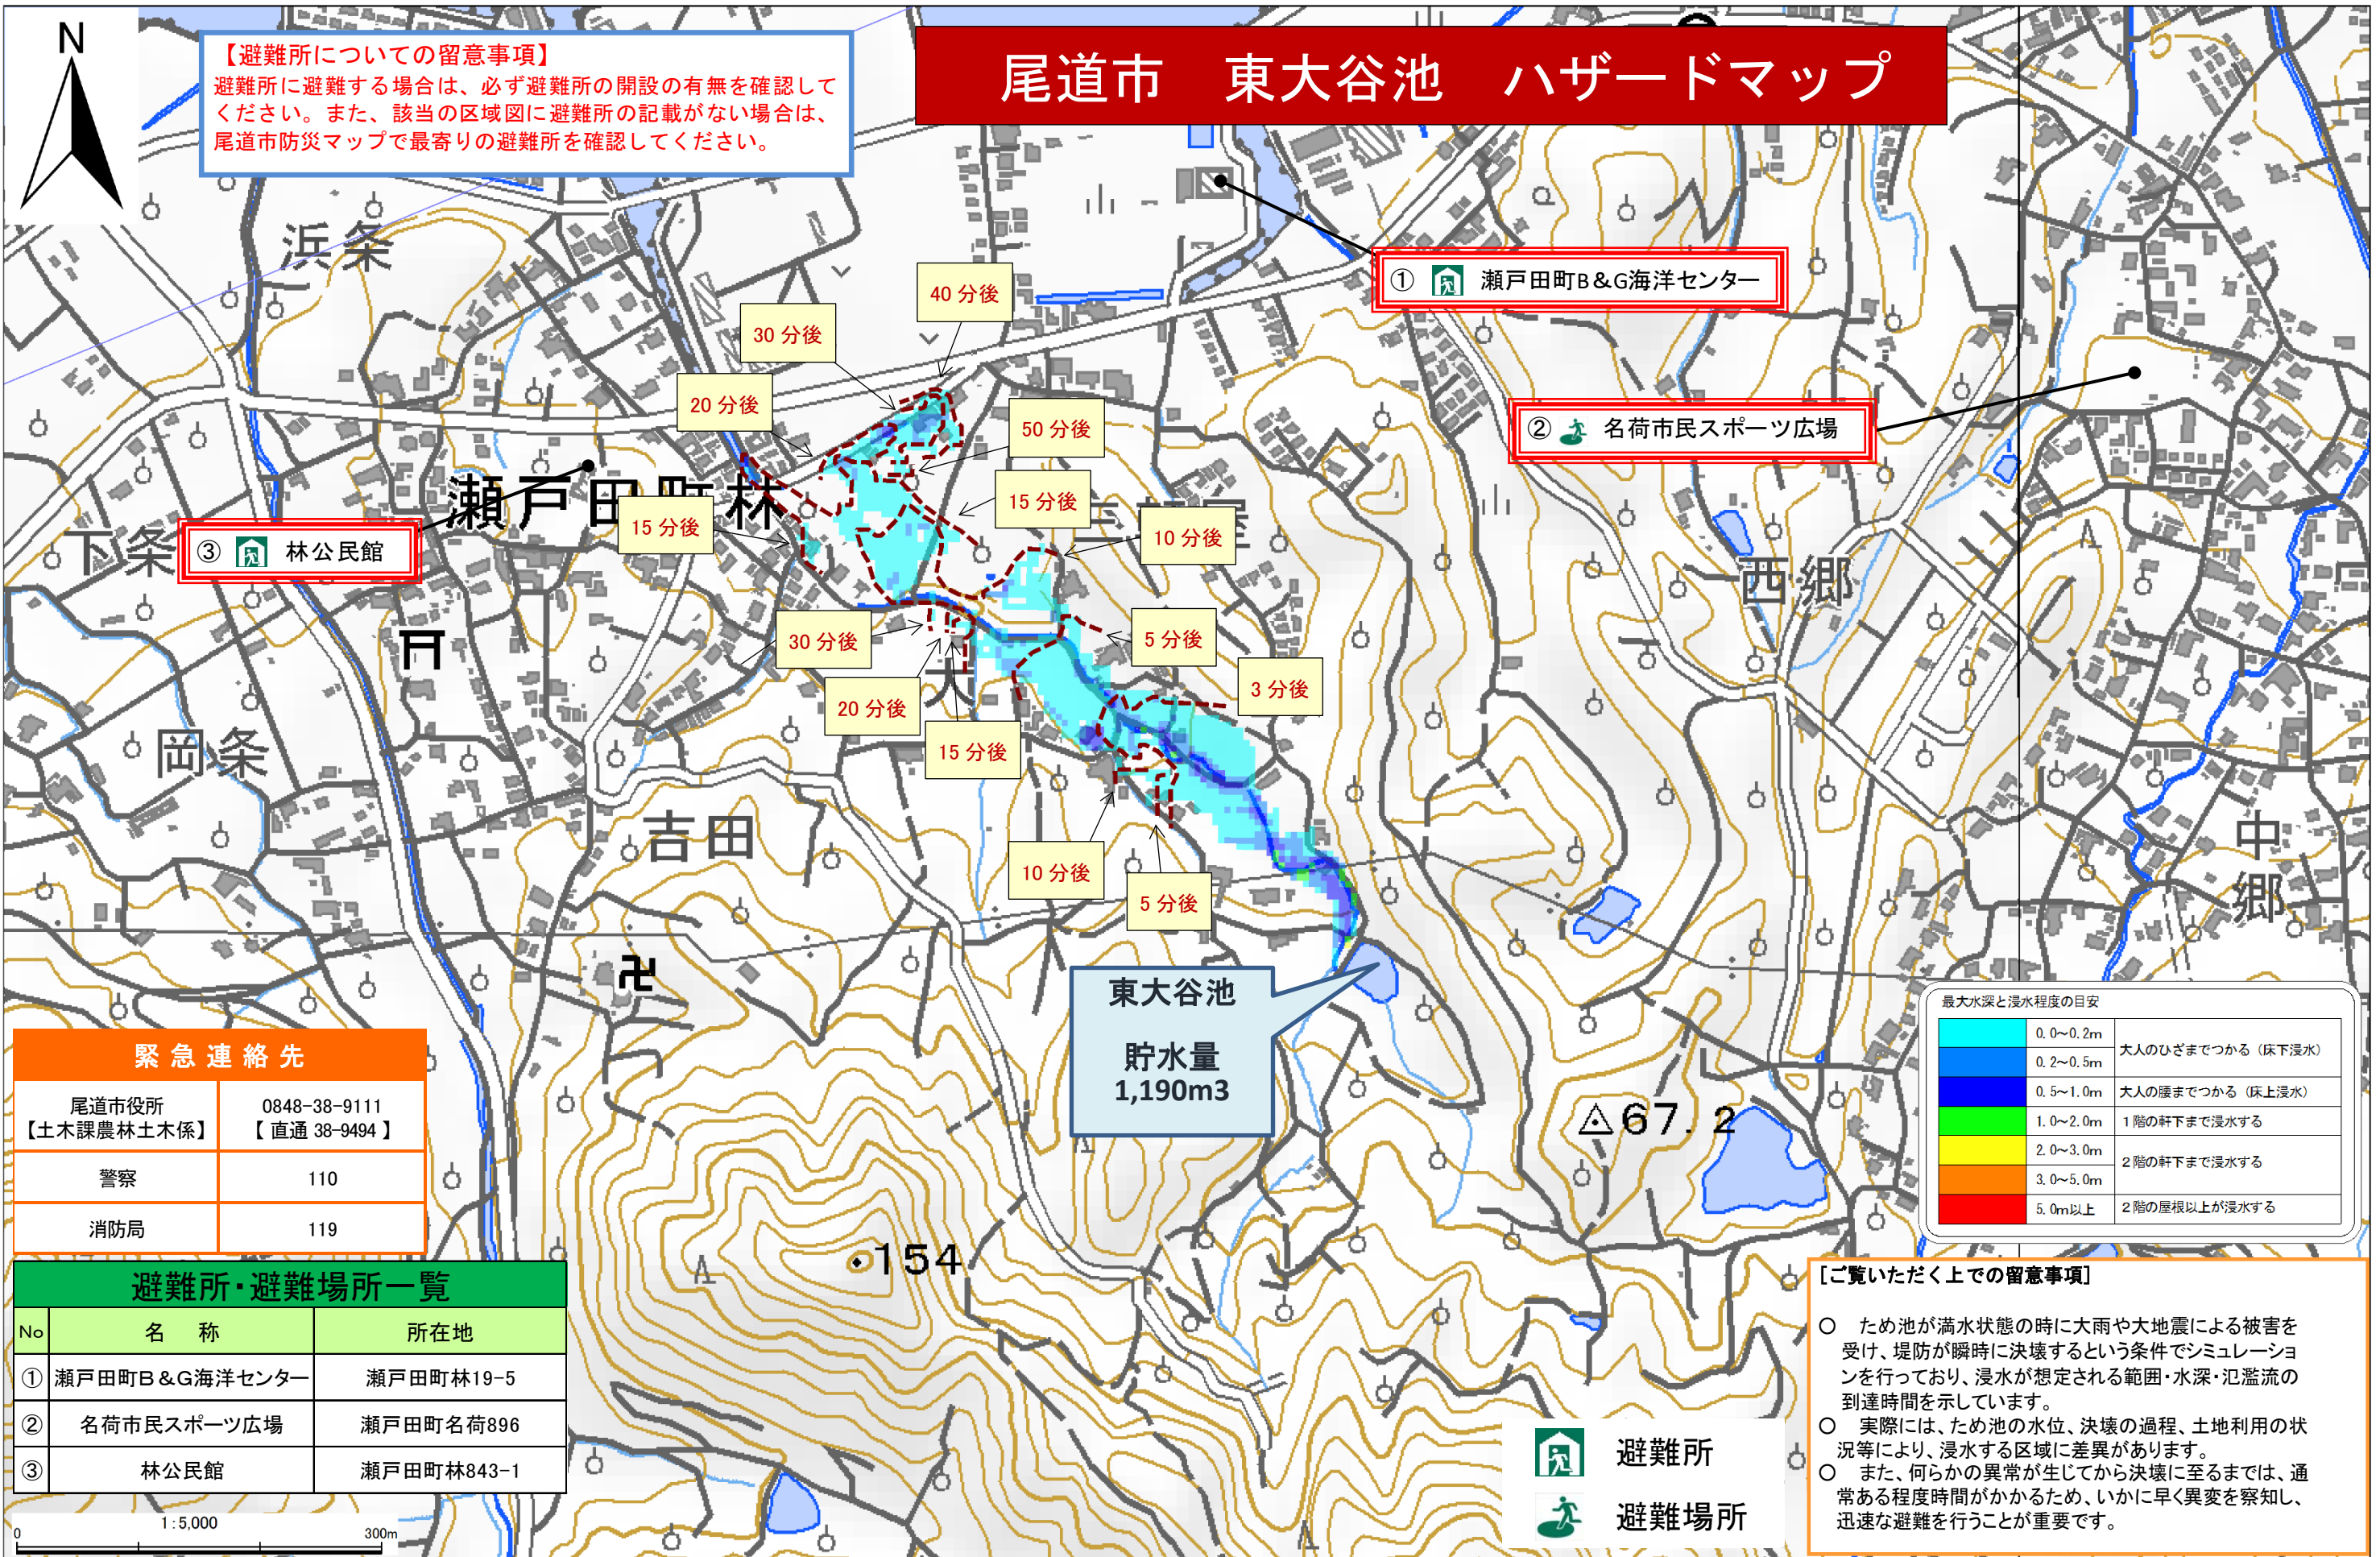 N
【避難所についての留意事項】
避難所に避難する場合は、必ず避難所の開設の有無を確認して
ください。また、該当の区域図に避難所の記載がない場合は、
尾道市防災マップで最寄りの避難所を確認してください。
尾道市　東大谷池　ハザードマップ
5
浜条
① 瀬戸田町B&G海洋センター
40 分後
30 分後
20 分後
50 分後
② 名荷市民スポーツ広場
瀬戸田町林
15 分後
15 分後
10 分後
下条
③ 林公民館
西郷
30 分後
5 分後
3 分後
20 分後
15 分後
岡条
吉田
10 分後
5 分後
中郷
東大谷池
貯水量
1,190m3
67.2
154
緊急連絡先
尾道市役所
【土木課農林土木係】
0848-38-9111
【 直通 38-9494 】
警察 110
消防局 119
避難所・避難場所一覧
No 名　称 所在地
① 瀬戸田町B&G海洋センター 瀬戸田町林19-5
② 名荷市民スポーツ広場 瀬戸田町名荷896
③ 林公民館 瀬戸田町林843-1
1:5,000
0 300m
最大水深と浸水程度の目安
0.0～0.2m
大人のひざまでつかる（床下浸水）
0.2～0.5m
0.5～1.0m 大人の腰までつかる（床上浸水）
1.0～2.0m 1階の軒下まで浸水する
2.0～3.0m
2階の軒下まで浸水する
3.0～5.0m
5.0m以上 2階の屋根以上が浸水する
避難所
避難場所
[ご覧いただく上での留意事項]
○　ため池が満水状態の時に大雨や大地震による被害を
受け、堤防が瞬時に決壊するという条件でシミュレーショ
ンを行っており、浸水が想定される範囲・水深・氾濫流の
到達時間を示しています。
○　実際には、ため池の水位、決壊の過程、土地利用の状
況等により、浸水する区域に差異があります。
○　また、何らかの異常が生じてから決壊に至るまでは、通
常ある程度時間がかかるため、いかに早く異変を察知し、
迅速な避難を行うことが重要です。